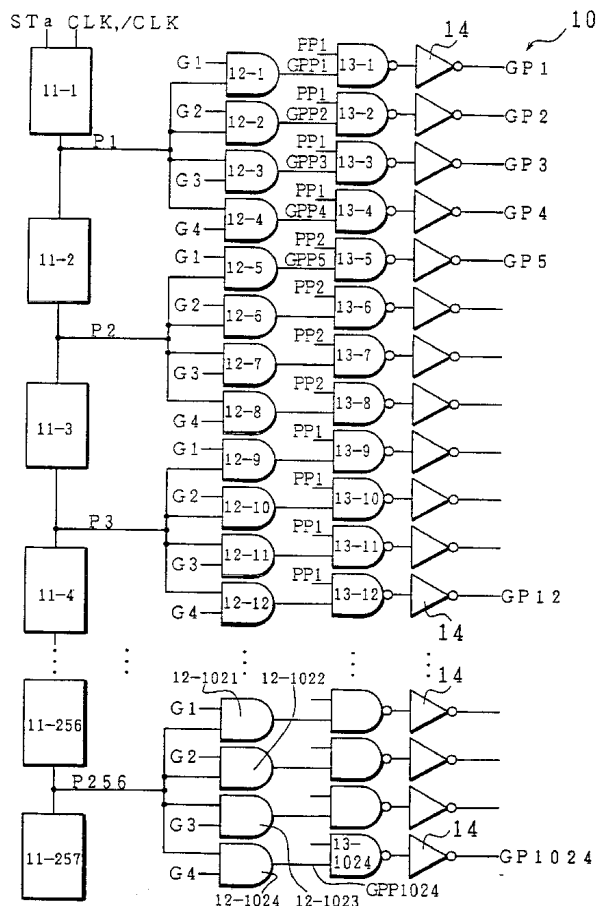 STa CLK,/CLK
10
14
11-1
G1
12-1
PP1
GPP1
13-1
GP1
G2
12-2
PP1
GPP2
13-2
GP2
P1
12-3
PP1
GPP3
13-3
GP3
G3
G4
12-4
PP1
GPP4
13-4
GP4
11-2
G1
12-5
PP2
GPP5
13-5
GP5
G2
12-6
PP2
13-6
P2
12-7
PP2
13-7
G3
G4
12-8
PP2
13-8
11-3
G1
12-9
PP1
13-9
G2
12-10
PP1
13-10
P3
12-11
PP1
13-11
G3
G4
12-12
PP1
13-12
GP12
11-4
14
12-1021
12-1022
14
11-256
G1
G2
P256
G3
14
11-257
G4
13-1024
GP1024
12-1024
12-1023
GPP1024